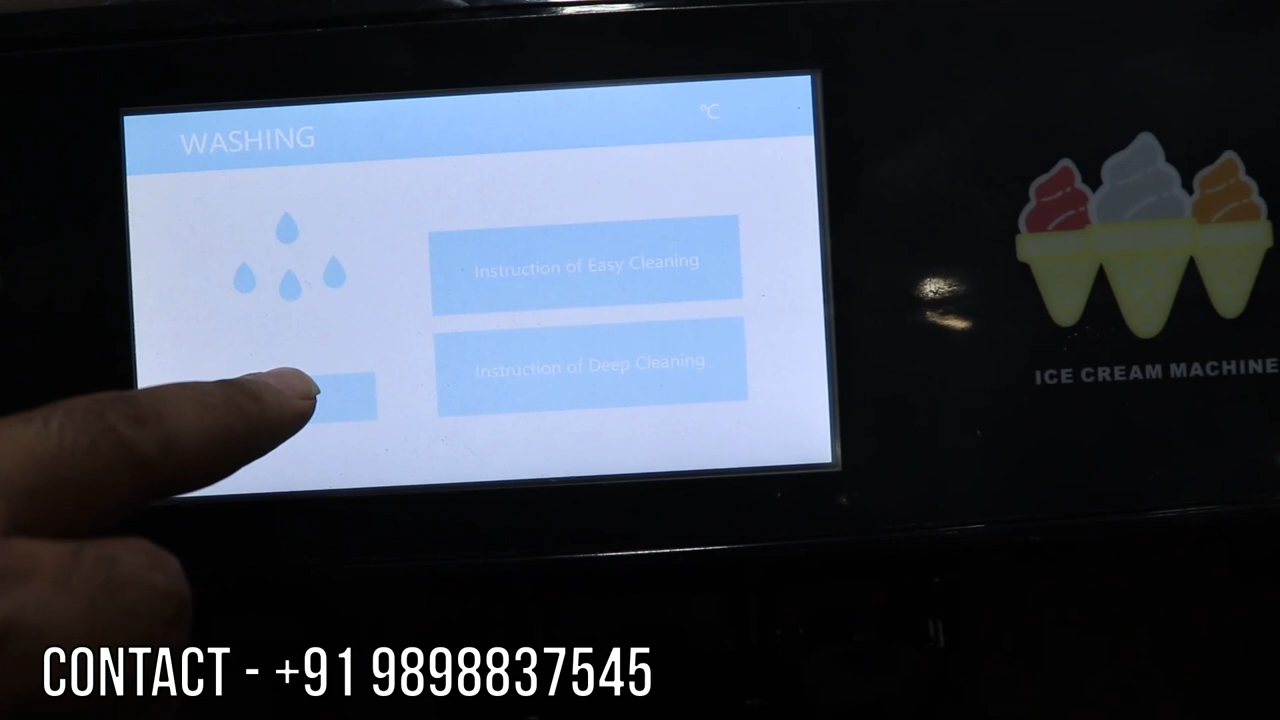 WASHING
℃
Instruction of Easy Cleaning
Instruction of Deep Cleaning
ICE CREAM MACHINE
CONTACT - +91 9898837545